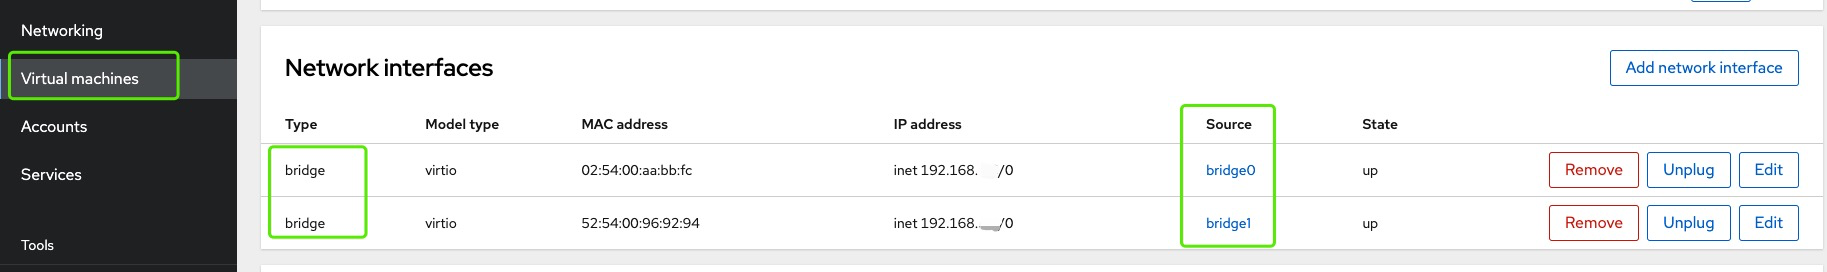 Networking
Virtual machines
Accounts
Services
Tools
Network interfaces
Add network interface
Type Model type MAC address IP address Source State
bridge virtio 02:54:00:aa:bb:fc inet 192.168. /0 bridge0 up Remove Unplug Edit
bridge virtio 52:54:00:96:92:94 inet 192.168. /0 bridge1 up Remove Unplug Edit